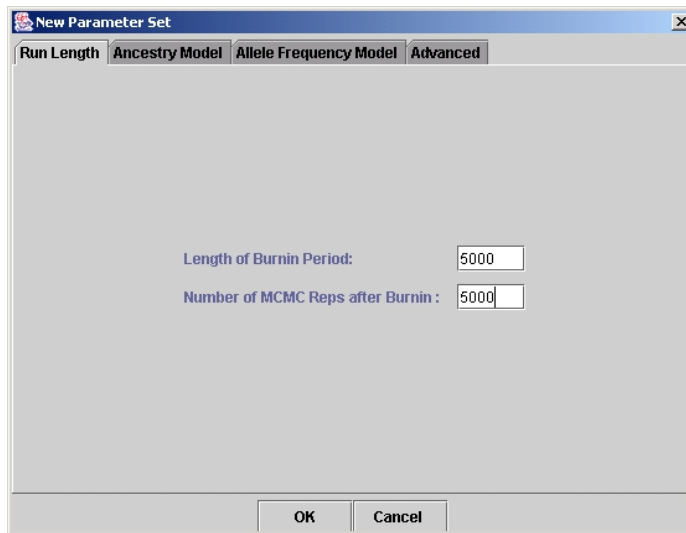 New Parameter Set
Run Length Ancestry Model Allele Frequency Model Advanced
Length of Burnin Period: 5000
Number of MCMC Reps after Burnin : 5000
OK Cancel